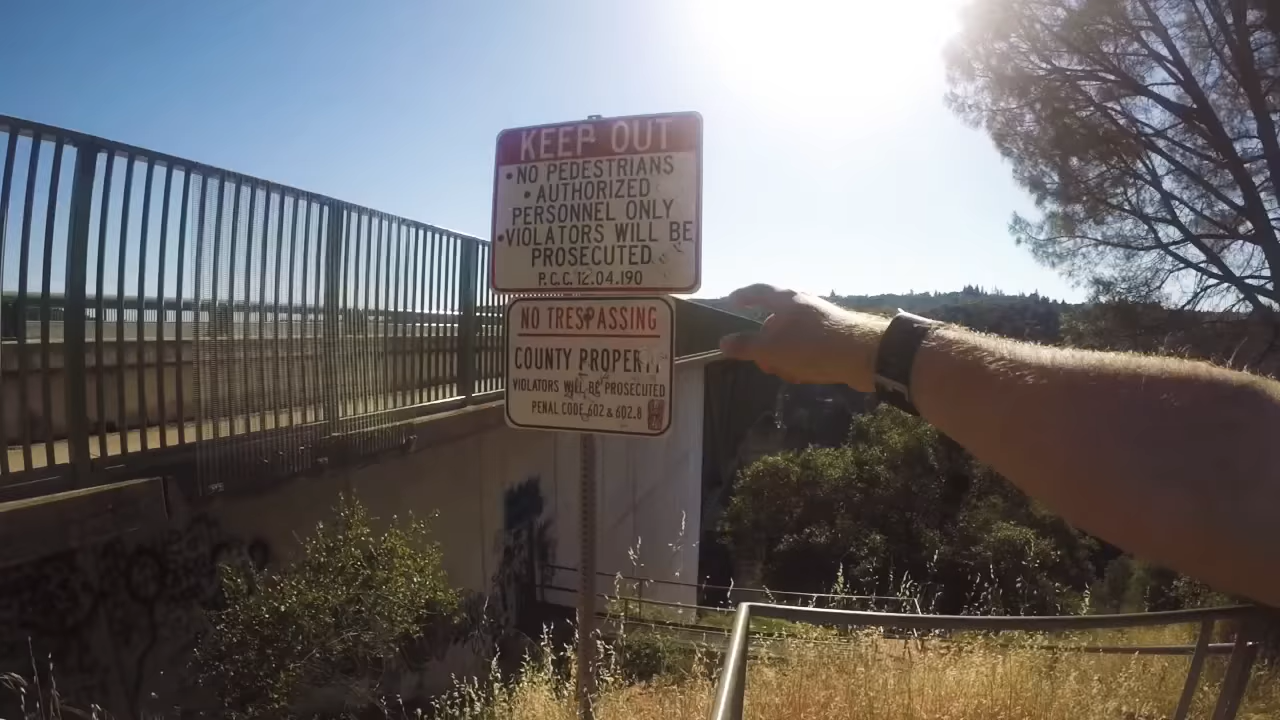 KEEP OUT
• NO PEDESTRIANS
• AUTHORIZED
PERSONNEL ONLY
• VIOLATORS WILL BE
PROSECUTED
P.C.C. 12.04.190
NO TRESPASSING
COUNTY PROPERTY
VIOLATORS WILL BE PROSECUTED
PENAL CODE 602 & 602.8